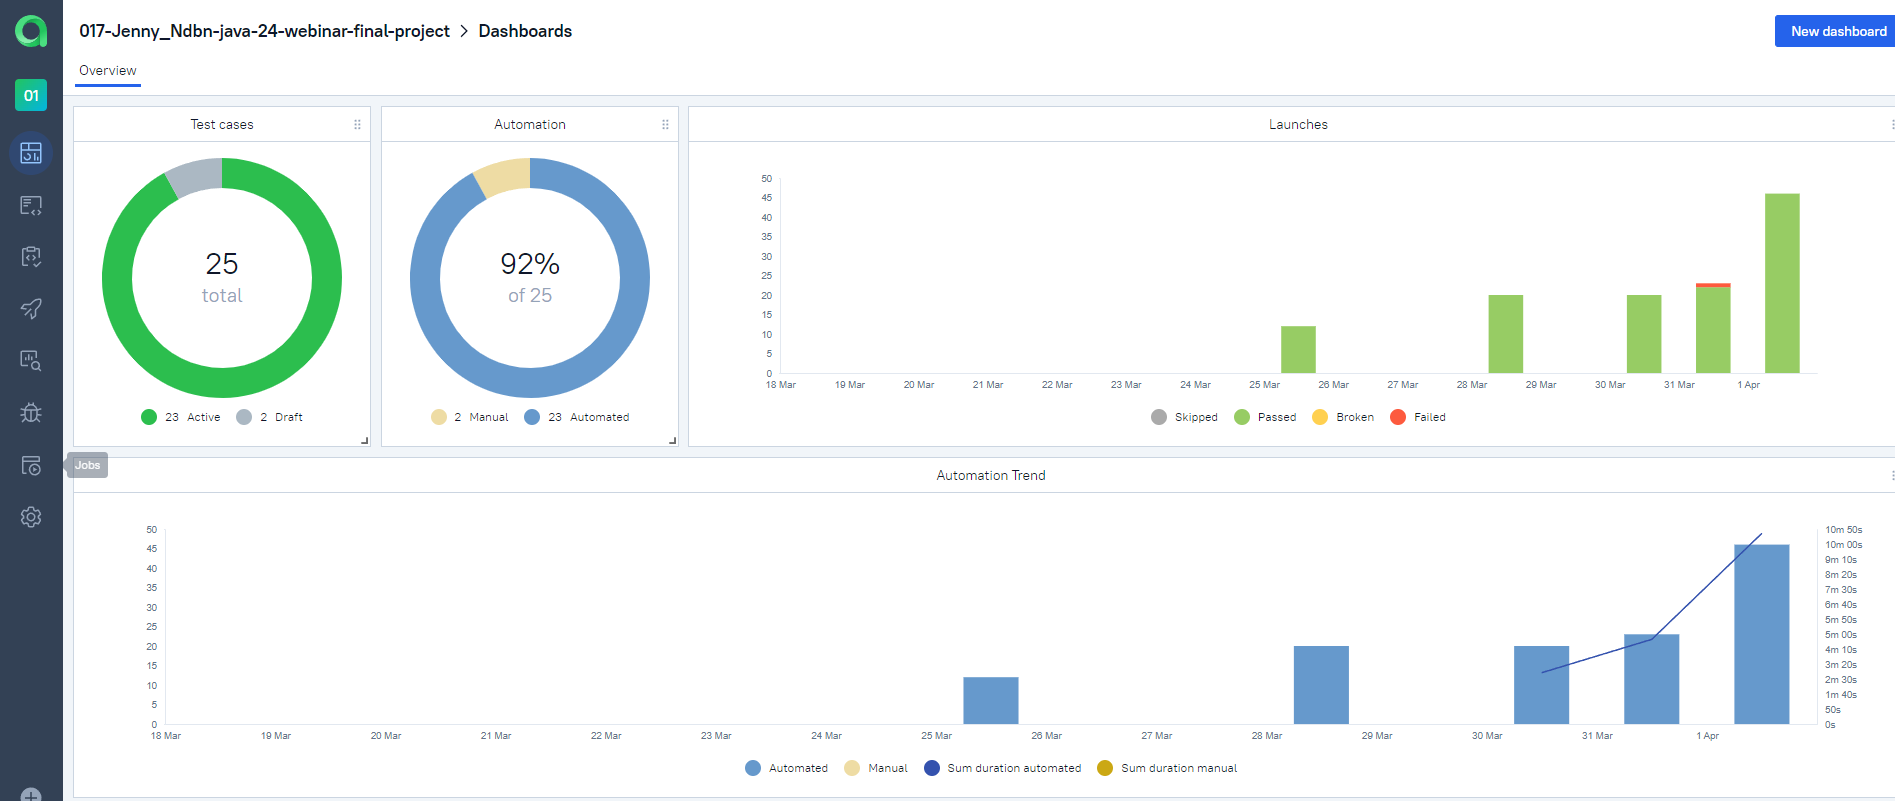 017-Jenny_Ndbn-java-24-webinar-final-project > Dashboards
New dashboard
Overview
01
Test cases
25
total
23 Active 2 Draft
Automation
92%
of 25
2 Manual 23 Automated
Launches
50
45
40
35
30
25
20
15
10
5
0
18 Mar 19 Mar 20 Mar 21 Mar 22 Mar 23 Mar 24 Mar 25 Mar 26 Mar 27 Mar 28 Mar 29 Mar 30 Mar 31 Mar 1 Apr
Skipped Passed Broken Failed
Jobs
Automation Trend
50
45
40
35
30
25
20
15
10
5
0
10m 50s
10m 00s
9m 10s
8m 20s
7m 30s
6m 40s
5m 50s
5m 00s
4m 10s
3m 20s
2m 30s
1m 40s
50s
0s
18 Mar 19 Mar 20 Mar 21 Mar 22 Mar 23 Mar 24 Mar 25 Mar 26 Mar 27 Mar 28 Mar 29 Mar 30 Mar 31 Mar 1 Apr
Automated Manual Sum duration automated Sum duration manual